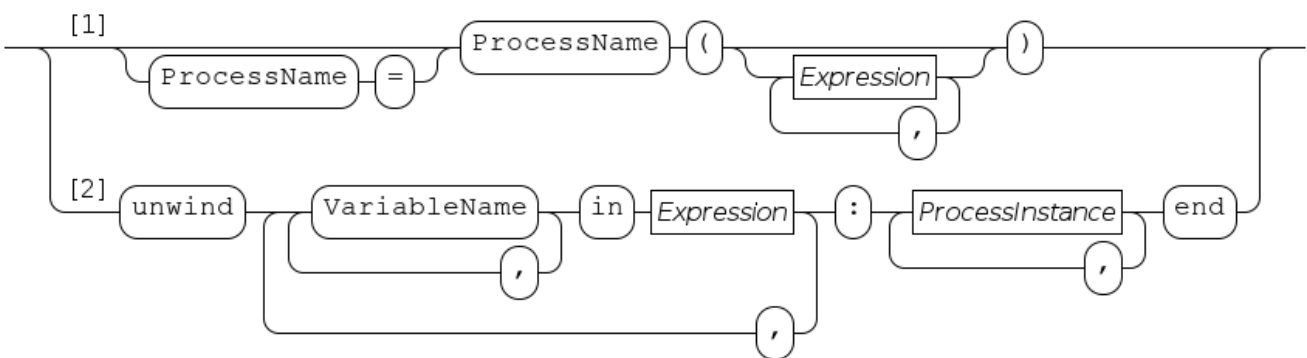 [1]
ProcessName ( )
ProcessName = Expression
,
[2]
unwind VariableName in Expression : ProcessInstance end
, ,
,